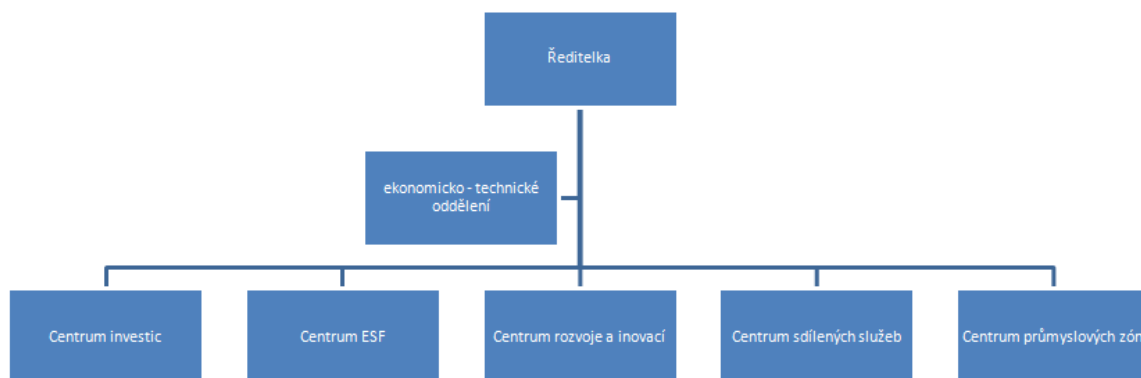 Ředitelka
ekonomicko - technické
oddělení
Centrum investic
Centrum ESF
Centrum rozvoje a inovací
Centrum sdílených služeb
Centrum průmyslových zón